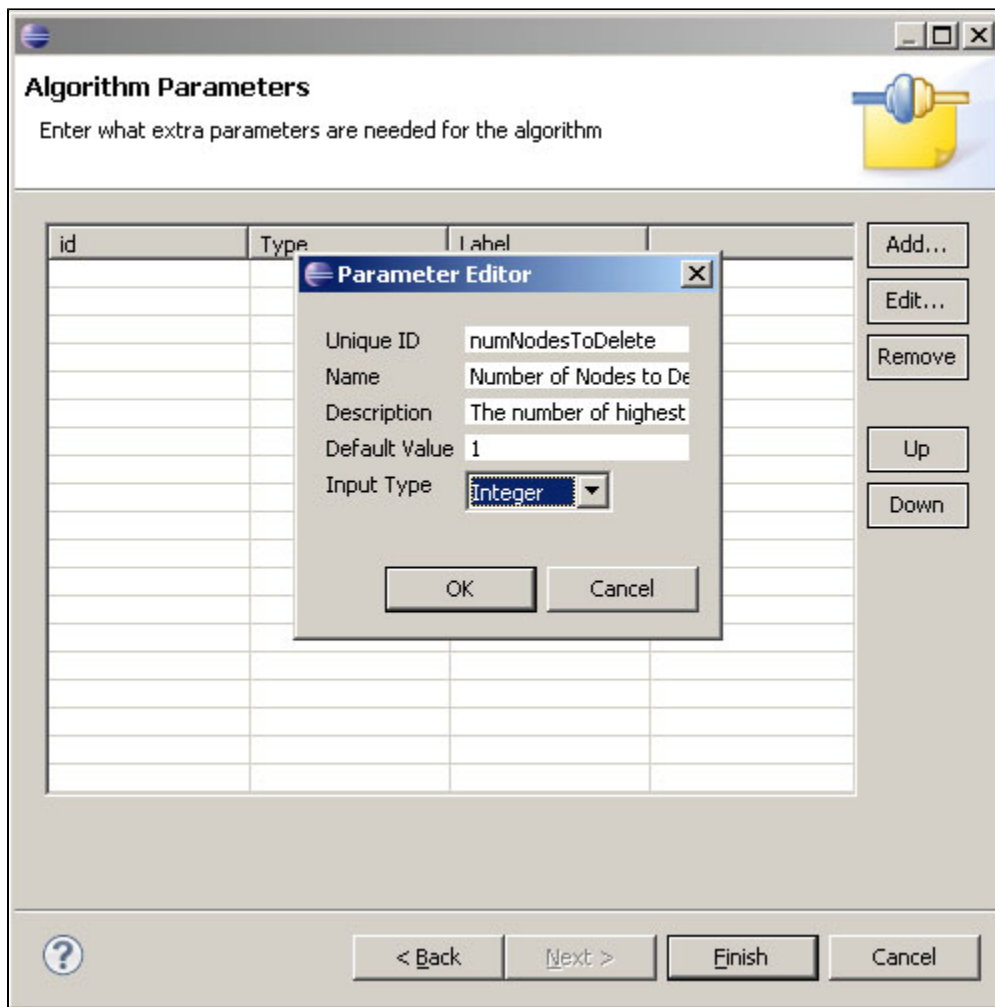 Algorithm Parameters
Enter what extra parameters are needed for the algorithm
id Type Label
Add...
Edit...
Remove
Up
Down
Parameter Editor
Unique ID numNodesToDelete
Name Number of Nodes to De
Description The number of highest
Default Value 1
Input Type Integer
OK Cancel
? < Back Next > Finish Cancel